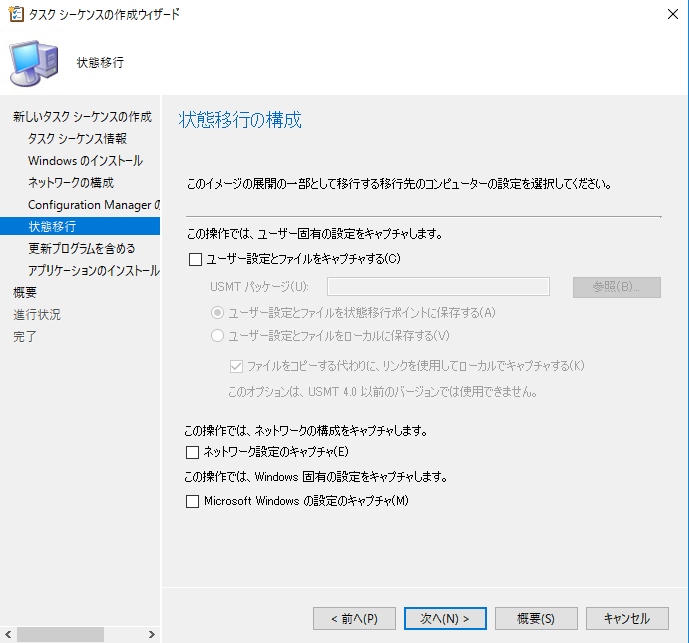 タスク シーケンスの作成ウィザード
状態移行
新しいタスク シーケンスの作成
タスク シーケンス情報
Windows のインストール
ネットワークの構成
Configuration Manager の
状態移行
更新プログラムを含める
アプリケーションのインストール
概要
進行状況
完了
状態移行の構成
このイメージの展開の一部として移行する移行先のコンピューターの設定を選択してください。
この操作では、ユーザー固有の設定をキャプチャします。
ユーザー設定とファイルをキャプチャする(C)
USMT パッケージ(U):
参照(B)...
ユーザー設定とファイルを状態移行ポイントに保存する(A)
ユーザー設定とファイルをローカルに保存する(V)
ファイルをコピーする代わりに、リンクを使用してローカルでキャプチャする(K)
このオプションは、USMT 4.0 以前のバージョンでは使用できません。
この操作では、ネットワークの構成をキャプチャします。
ネットワーク設定のキャプチャ(E)
この操作では、Windows 固有の設定をキャプチャします。
Microsoft Windows の設定のキャプチャ(M)
< 前へ(P)
次へ(N) >
概要(S)
キャンセル